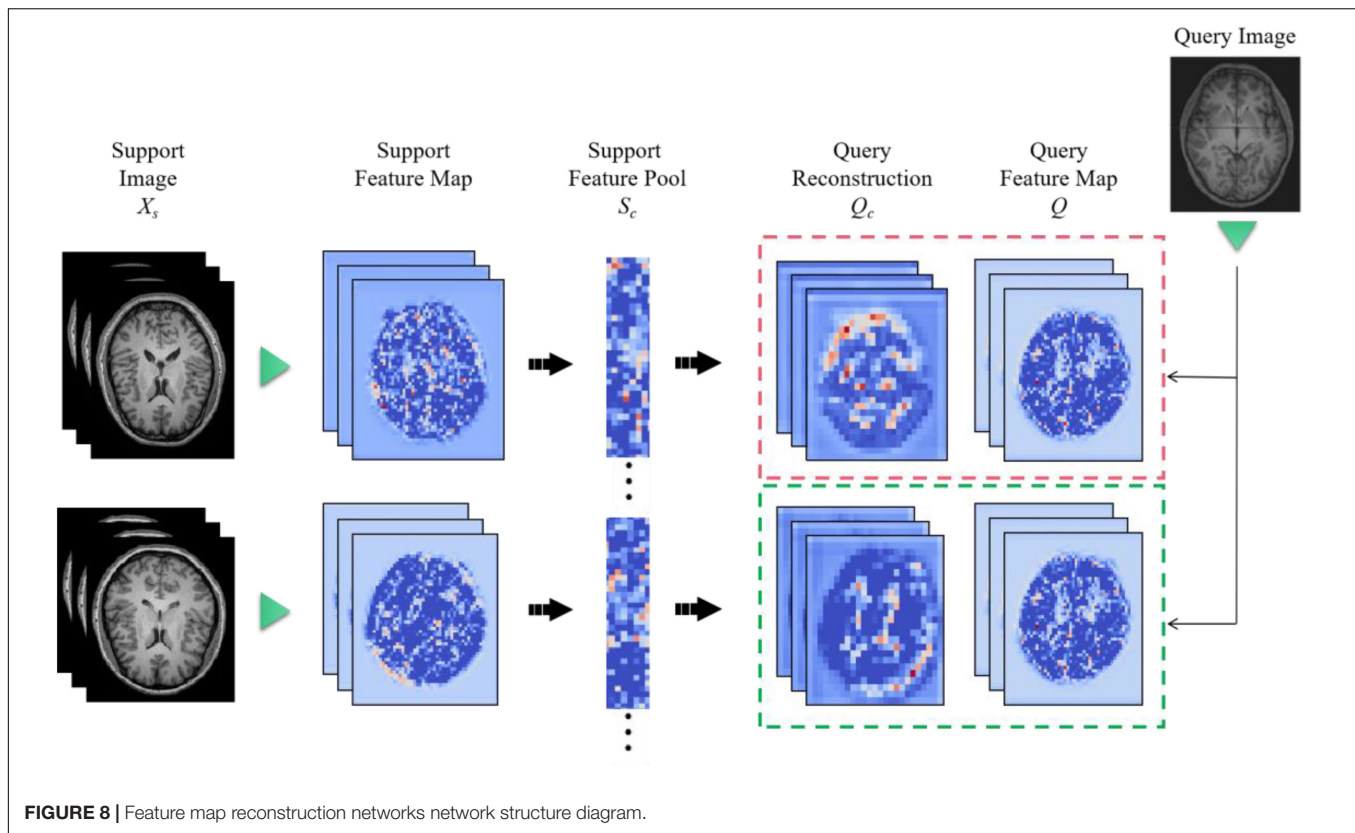 Query Image
Support
Image
Xs
Support
Feature Map
Support
Feature Pool
Sc
Query
Reconstruction
Qc
Query
Feature Map
Q
FIGURE 8 | Feature map reconstruction networks network structure diagram.